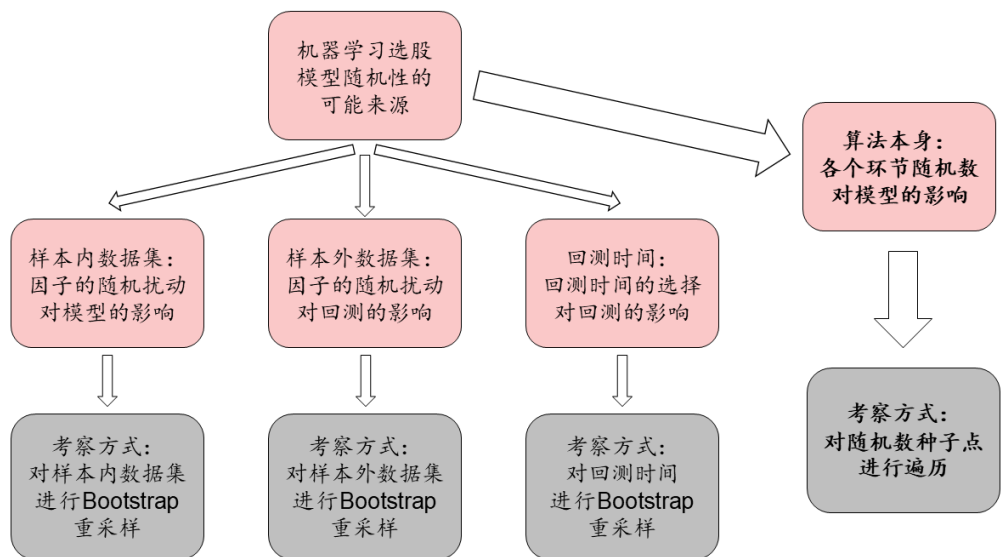 机器学习选股
模型随机性的
可能来源
算法本身：
各个环节随机数
对模型的影响
样本内数据集：
因子的随机扰动
对模型的影响
样本外数据集：
因子的随机扰动
对回测的影响
回测时间：
回测时间的选择
对回测的影响
考察方式：
对样本内数据集
进行Bootstrap
重采样
考察方式：
对样本外数据集
进行Bootstrap
重采样
考察方式：
对回测时间
进行Bootstrap
重采样
考察方式：
对随机数种子点
进行遍历